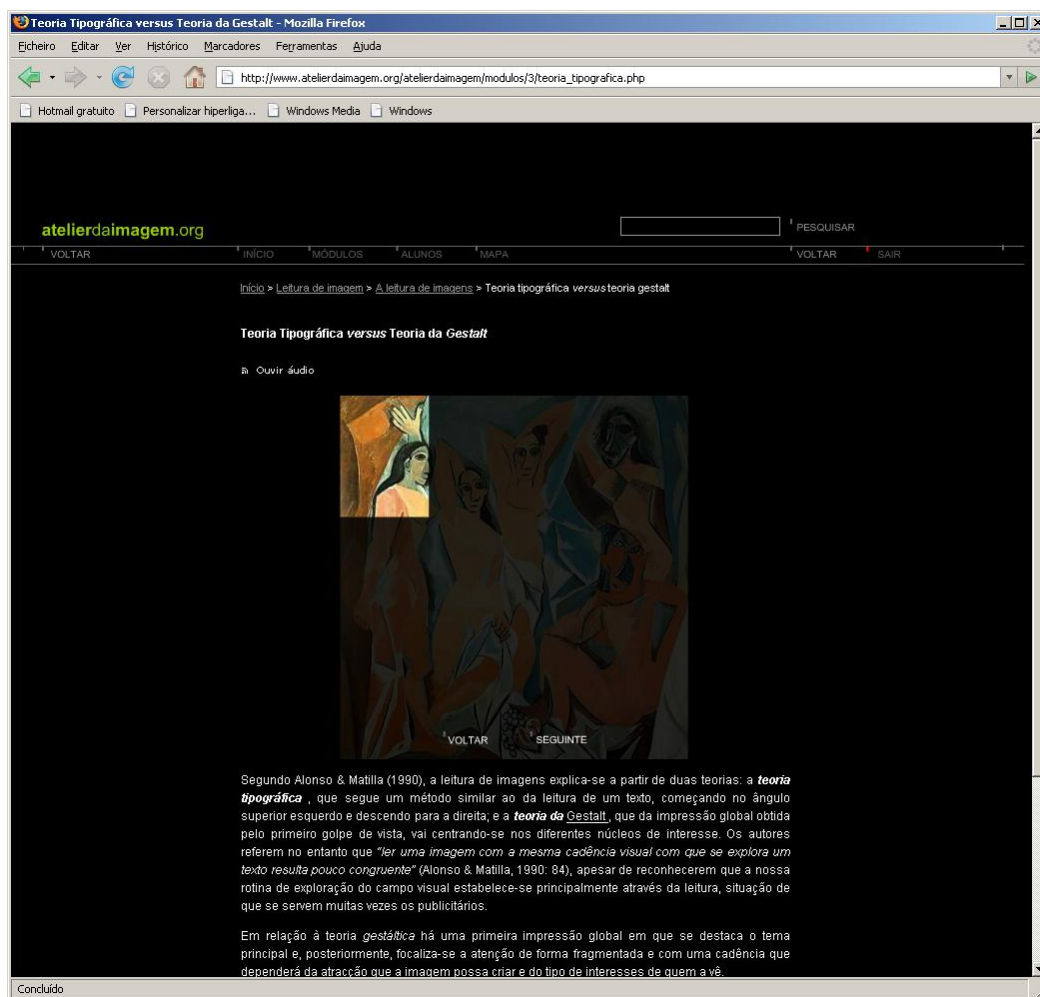 Teoria Tipográfica versus Teoria da Gestalt - Mozilla Firefox
Ficheiro Editar Ver Histórico Marcadores Ferramentas Ajuda
http://www.atelierdaimagem.org/atelierdaimagem/modulos/3/teoria_tipografica.php
Hotmail gratuito Personalizar hiperliga... Windows Media Windows
atelierdaimagem.org PESQUISAR
VOLTAR INÍCIO MÓDULOS ALUNOS MAPA VOLTAR SAIR
Início > Leitura de imagem > A leitura de imagens > Teoria tipográfica versus teoria gestalt
Teoria Tipográfica versus Teoria da Gestalt
Ouvir áudio
VOLTAR SEGUINTE
Segundo Alonso & Matilla (1990), a leitura de imagens explica-se a partir de duas teorias: a teoria
tipográfica , que segue um método similar ao da leitura de um texto, começando no ângulo
superior esquerdo e descendo para a direita; e a teoria da Gestalt , que da impressão global obtida
pelo primeiro golpe de vista, vai centrando-se nos diferentes núcleos de interesse. Os autores
referem no entanto que "ler uma imagem com a mesma cadência visual com que se explora um
texto resulta pouco congruente" (Alonso & Matilla, 1990: 84), apesar de reconhecerem que a nossa
rotina de exploração do campo visual estabelece-se principalmente através da leitura, situação de
que se servem muitas vezes os publicitários.
Em relação à teoria gestáltica há uma primeira impressão global em que se destaca o tema
principal e, posteriormente, focaliza-se a atenção de forma fragmentada e com uma cadência que
dependerá da atracção que a imagem possa criar e do tipo de interesses de quem a vê.
Concluído